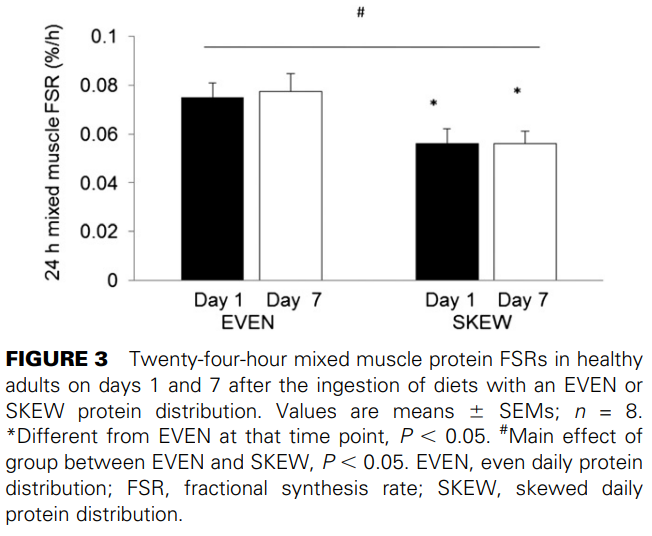 #
0.1
0.08
0.06
0.04
0.02
0
24 h mixed muscle FSR (%/h)
* *
Day 1 Day 7 Day 1 Day 7
EVEN SKEW
FIGURE 3 Twenty-four-hour mixed muscle protein FSRs in healthy
adults on days 1 and 7 after the ingestion of diets with an EVEN or
SKEW protein distribution. Values are means ± SEMs; n = 8.
*Different from EVEN at that time point, P < 0.05. #Main effect of
group between EVEN and SKEW, P < 0.05. EVEN, even daily protein
distribution; FSR, fractional synthesis rate; SKEW, skewed daily
protein distribution.